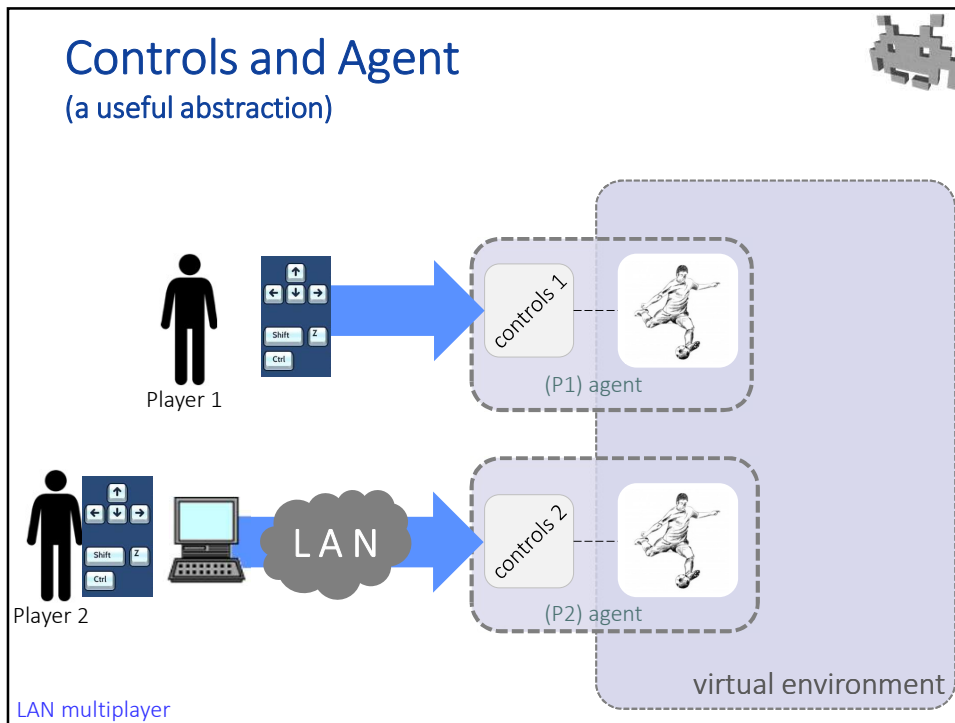 Controls and Agent
(a useful abstraction)
↑
← ↓ →
Shift Z
Ctrl
controls 1
(P1) agent
Player 1
↑
← ↓ →
Shift Z
Ctrl
LAN
controls 2
(P2) agent
Player 2
virtual environment
LAN multiplayer